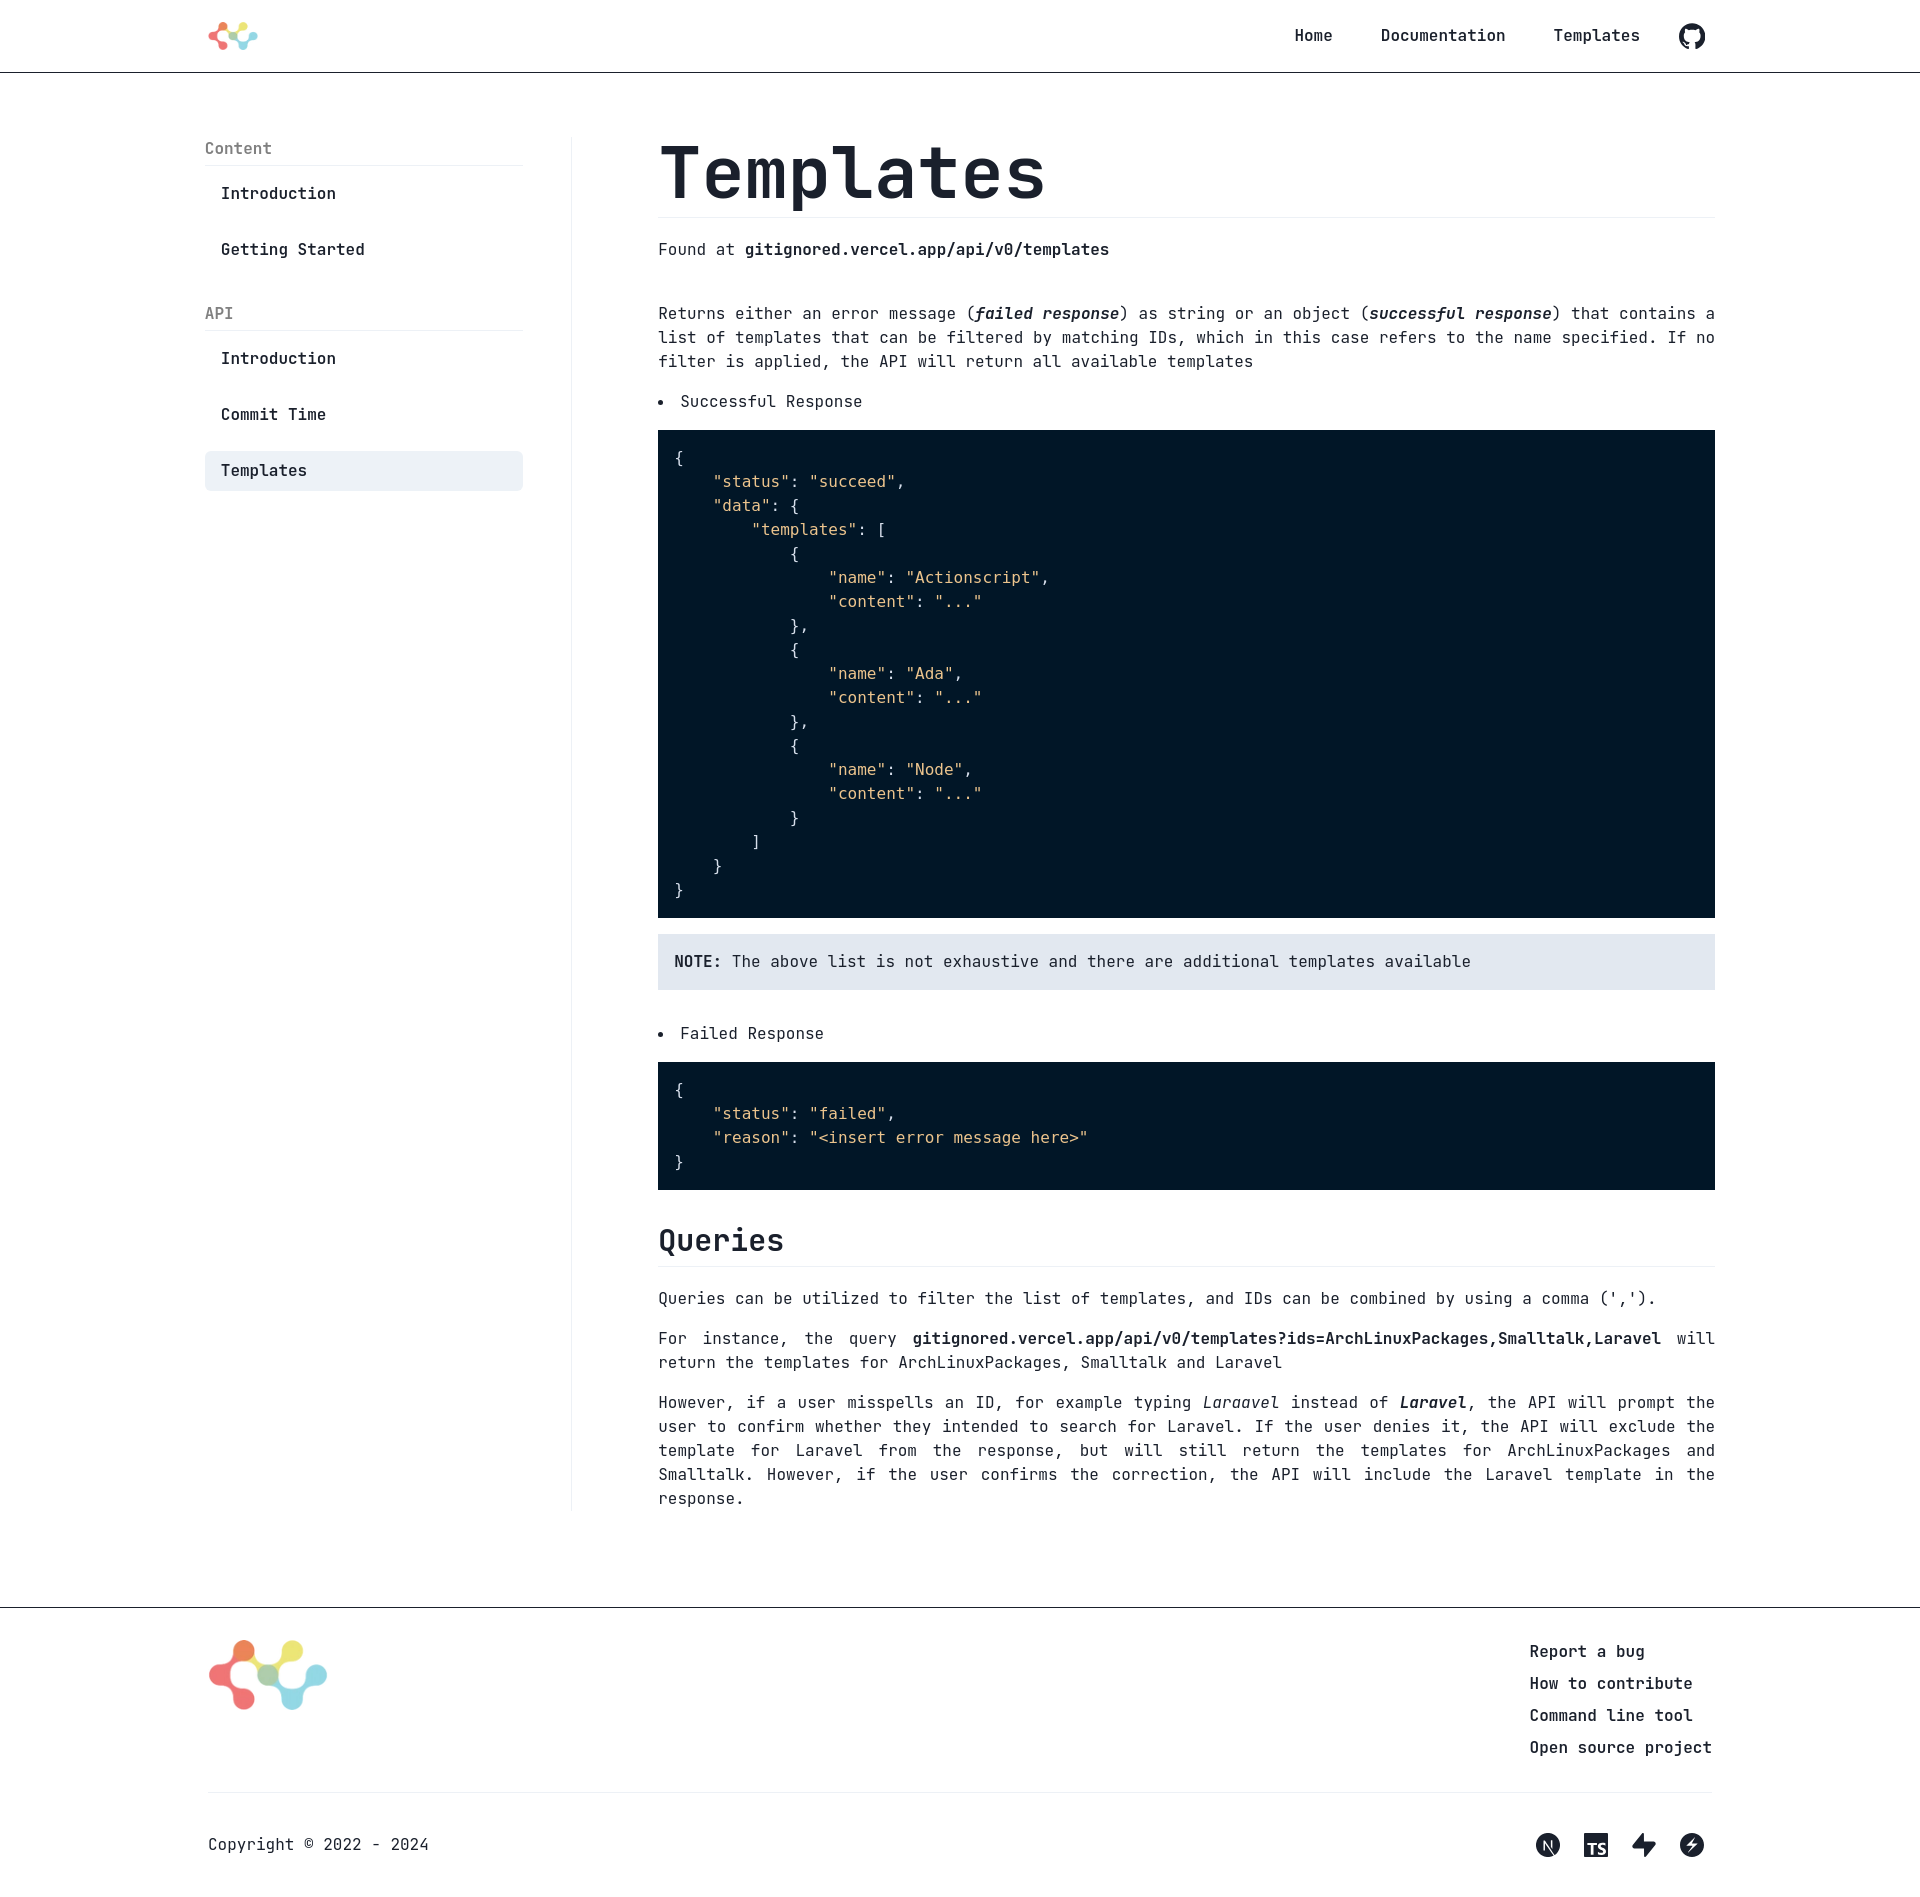 Home Documentation Templates
Content
Introduction
Getting Started
API
Introduction
Commit Time
Templates
Templates
Found at gitignored.vercel.app/api/v0/templates
Returns either an error message (failed response) as string or an object (successful response) that contains a
list of templates that can be filtered by matching IDs, which in this case refers to the name specified. If no
filter is applied, the API will return all available templates
• Successful Response
{
    "status": "succeed",
    "data": {
        "templates": [
            {
                "name": "Actionscript",
                "content": "..."
            },
            {
                "name": "Ada",
                "content": "..."
            },
            {
                "name": "Node",
                "content": "..."
            }
        ]
    }
}
NOTE: The above list is not exhaustive and there are additional templates available
• Failed Response
{
    "status": "failed",
    "reason": "<insert error message here>"
}
Queries
Queries can be utilized to filter the list of templates, and IDs can be combined by using a comma (',').
For instance, the query gitignored.vercel.app/api/v0/templates?ids=ArchLinuxPackages,Smalltalk,Laravel will
return the templates for ArchLinuxPackages, Smalltalk and Laravel
However, if a user misspells an ID, for example typing Laraavel instead of Laravel, the API will prompt the
user to confirm whether they intended to search for Laravel. If the user denies it, the API will exclude the
template for Laravel from the response, but will still return the templates for ArchLinuxPackages and
Smalltalk. However, if the user confirms the correction, the API will include the Laravel template in the
response.
Report a bug
How to contribute
Command line tool
Open source project
Copyright © 2022 - 2024
N TS